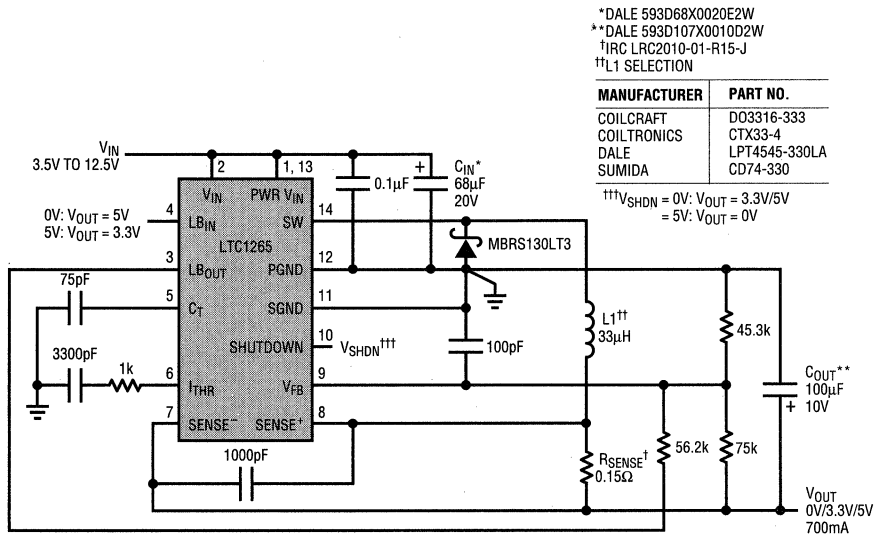 *DALE 593D68X0020E2W
**DALE 593D107X0010D2W
†IRC LRC2010-01-R15-J
††L1 SELECTION
MANUFACTURER PART NO.
COILCRAFT DO3316-333
COILTRONICS CTX33-4
DALE LPT4545-330LA
SUMIDA CD74-330
†††VSHDN = 0V: VOUT = 3.3V/5V
= 5V: VOUT = 0V
VIN
3.5V TO 12.5V
2
1, 13
VIN
PWR VIN
0.1µF
+
CIN*
68µF
20V
0V: VOUT = 5V
5V: VOUT = 3.3V
4
LBIN
SW
14
LTC1265
MBRS130LT3
3
LBOUT
PGND
12
75pF
5
CT
SGND
11
L1††
33µH
45.3k
SHUTDOWN
10
VSHDN†††
100pF
3300pF
1k
6
ITHR
VFB
9
COUT**
100µF
10V
+
7
SENSE–
SENSE+
8
1000pF
RSENSE†
0.15Ω
56.2k
75k
VOUT
0V/3.3V/5V
700mA